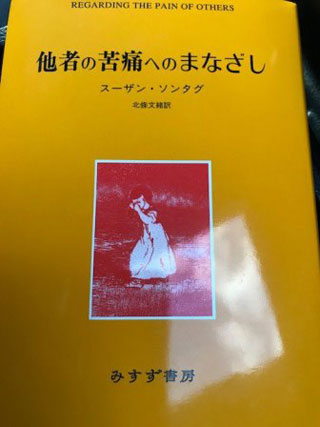 REGARDING THE PAIN OF OTHERS
他者の苦痛へのまなざし
スーザン・ソンタグ
北條文緒訳
みすず書房